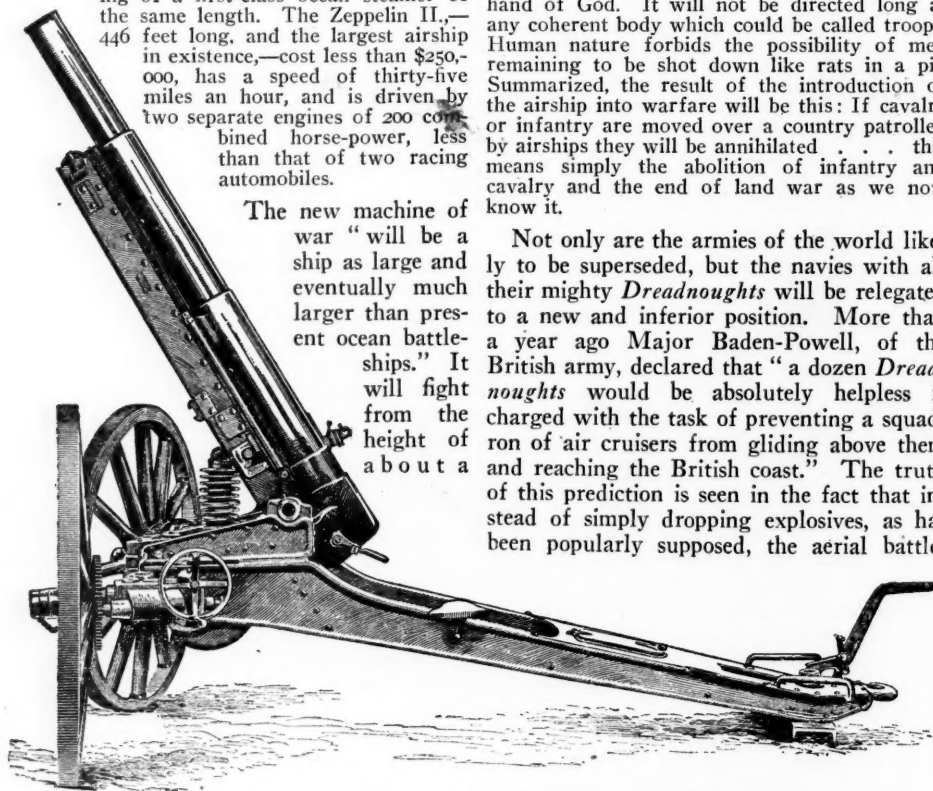 ing of a first-class ocean steamer of
the same length. The Zeppelin II.,—
446 feet long, and the largest airship
in existence,—cost less than $250,-
000, has a speed of thirty-five
miles an hour, and is driven by
two separate engines of 200 com-
bined horse-power, less
than that of two racing
automobiles.
The new machine of
war “ will be a
ship as large and
eventually much
larger than pres-
ent ocean battle-
ships.” It
will fight
from the
height of
about a
hand of God. It will not be directed long a
any coherent body which could be called troop
Human nature forbids the possibility of me
remaining to be shot down like rats in a pi
Summarized, the result of the introduction o
the airship into warfare will be this: If cavalr
or infantry are moved over a country patrolle
by airships they will be annihilated . . . thi
means simply the abolition of infantry an
cavalry and the end of land war as we nov
know it.
Not only are the armies of the world like
ly to be superseded, but the navies with al
their mighty Dreadnoughts will be relegate
to a new and inferior position. More tha
a year ago Major Baden-Powell, of th
British army, declared that “ a dozen Dread
noughts would be absolutely helpless
charged with the task of preventing a squad
ron of air cruisers from gliding above then
and reaching the British coast.” The trut
of this prediction is seen in the fact that in
stead of simply dropping explosives, as ha
been popularly supposed, the aërial battle